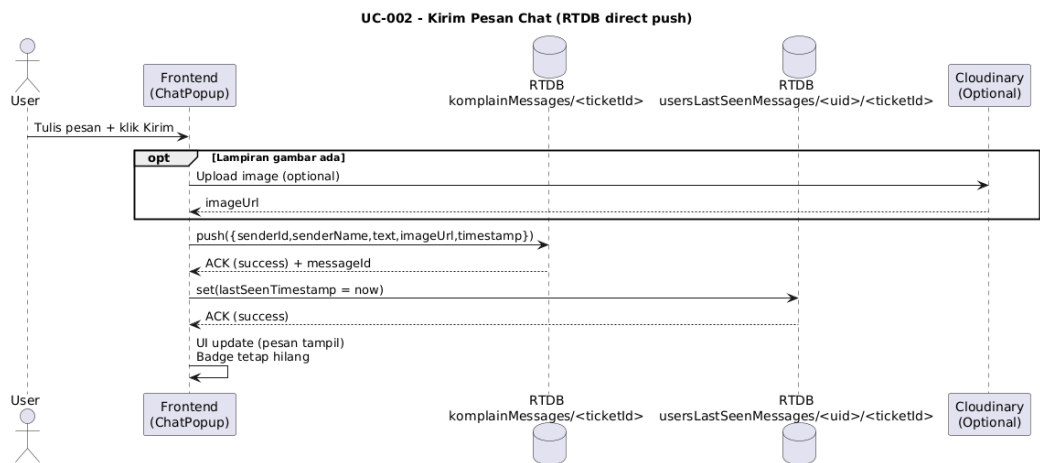 UC-002 - Kirim Pesan Chat (RTDB direct push)
User
Frontend
(ChatPopup)
RTDB
komplainMessages/<ticketId>
RTDB
usersLastSeenMessages/<uid>/<ticketId>
Cloudinary
(Optional)
Tulis pesan + klik Kirim
opt [Lampiran gambar ada]
Upload image (optional)
imageUrl
push({senderId,senderName,text,imageUrl,timestamp})
ACK (success) + messageId
set(lastSeenTimestamp = now)
ACK (success)
UI update (pesan tampil)
Badge tetap hilang
User
Frontend
(ChatPopup)
RTDB
komplainMessages/<ticketId>
RTDB
usersLastSeenMessages/<uid>/<ticketId>
Cloudinary
(Optional)